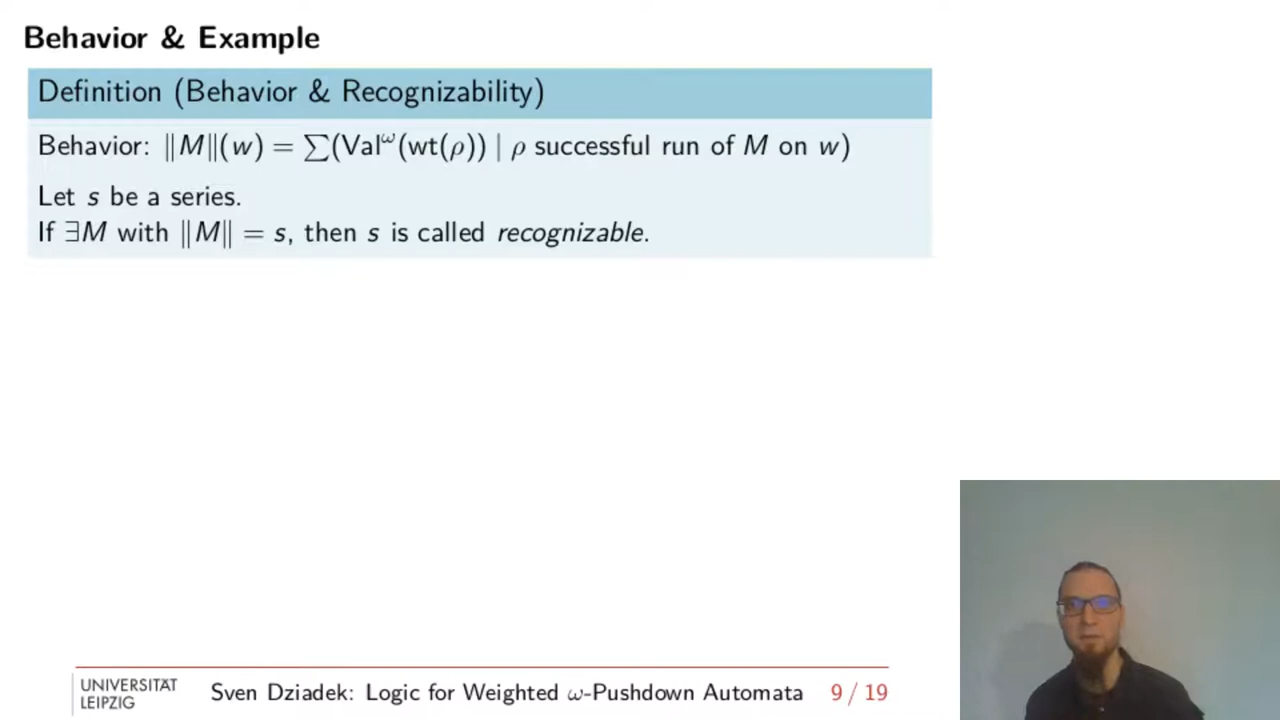 Behavior & Example
Definition (Behavior & Recognizability)
Behavior: ‖M‖(w) = ∑(Valω(wt(ρ)) | ρ successful run of M on w)
Let s be a series.
If ∃M with ‖M‖ = s, then s is called recognizable.
UNIVERSITÄT
LEIPZIG
Sven Dziadek: Logic for Weighted ω-Pushdown Automata 9 / 19